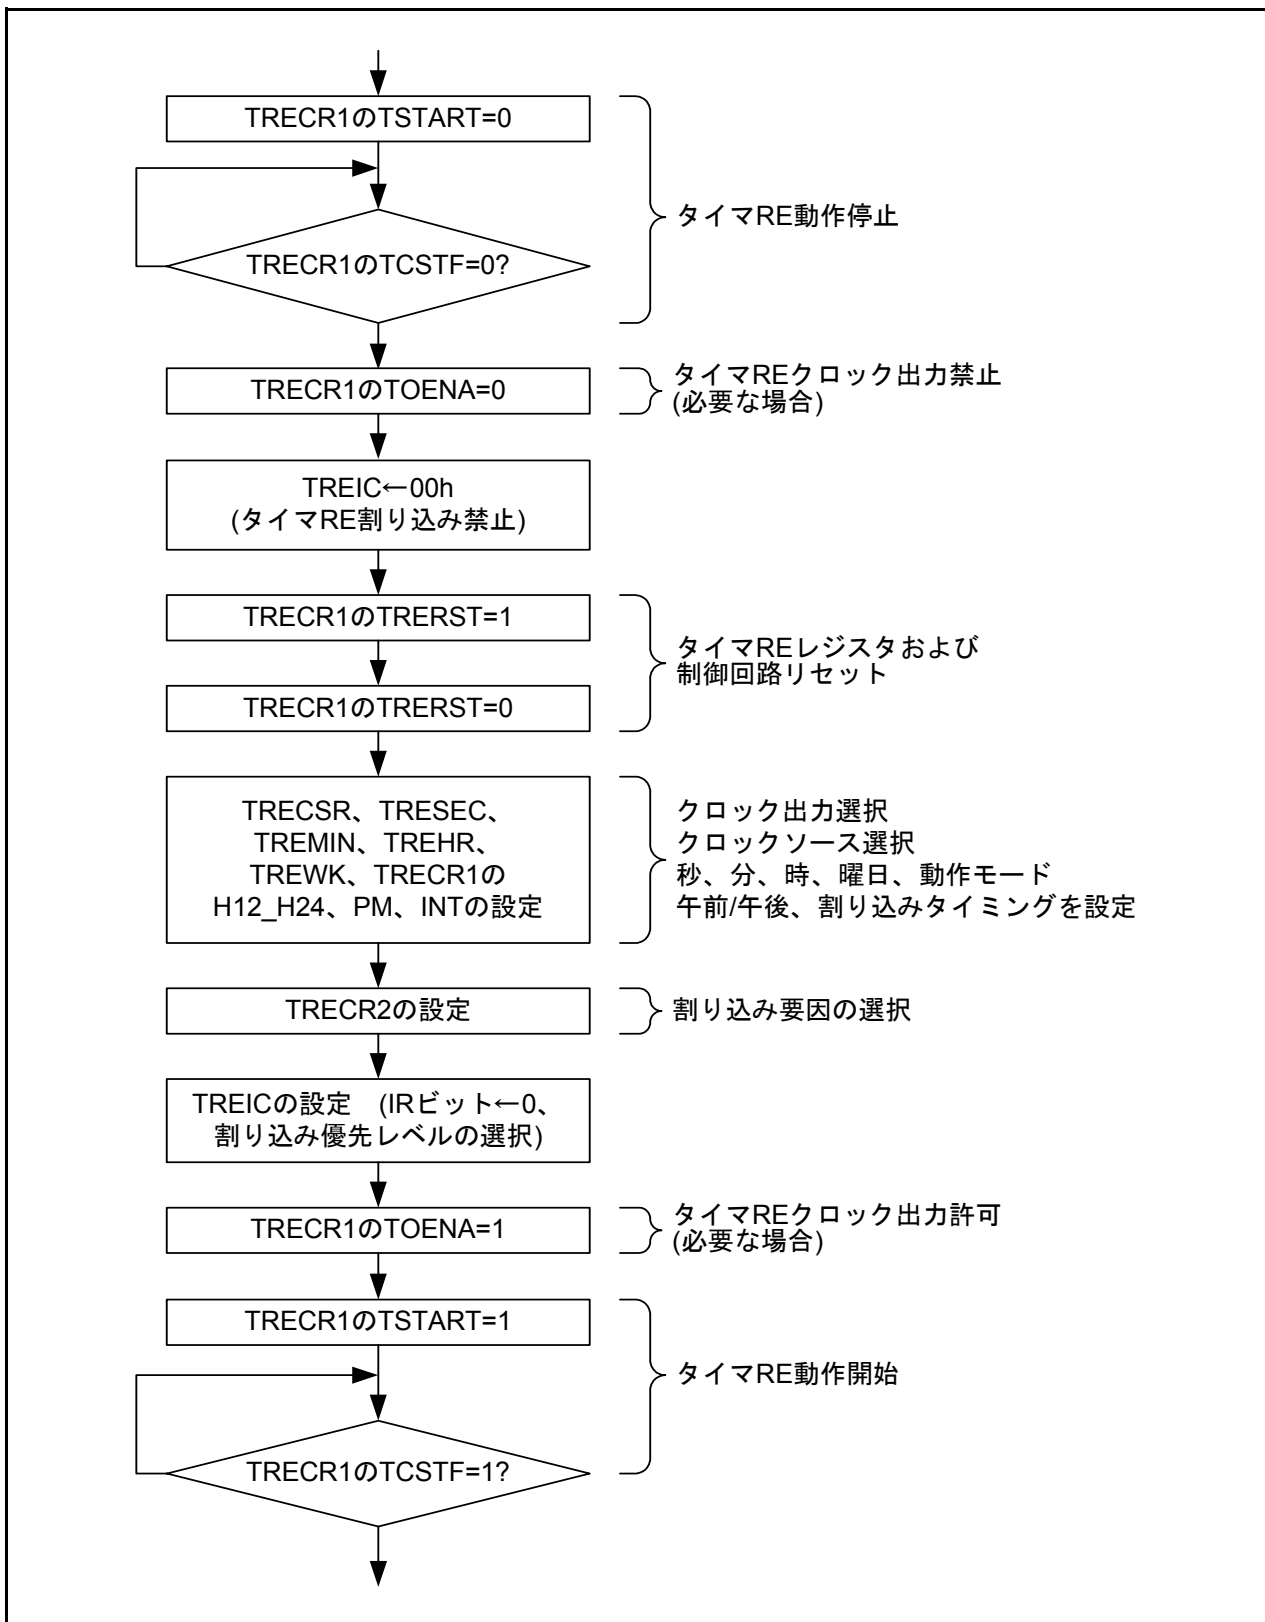 TRECR1のTSTART=0
タイマRE動作停止
TRECR1のTCSTF=0?
TRECR1のTOENA=0
タイマREクロック出力禁止
(必要な場合)
TREIC←00h
(タイマRE割り込み禁止)
TRECR1のTRERST=1
タイマREレジスタおよび
制御回路リセット
TRECR1のTRERST=0
TRECSR、TRESEC、
TREMIN、TREHR、
TREWK、TRECR1の
H12_H24、PM、INTの設定
クロック出力選択
クロックソース選択
秒、分、時、曜日、動作モード
午前/午後、割り込みタイミングを設定
TRECR2の設定
割り込み要因の選択
TREICの設定　(IRビット←0、
割り込み優先レベルの選択)
TRECR1のTOENA=1
タイマREクロック出力許可
(必要な場合)
TRECR1のTSTART=1
タイマRE動作開始
TRECR1のTCSTF=1?